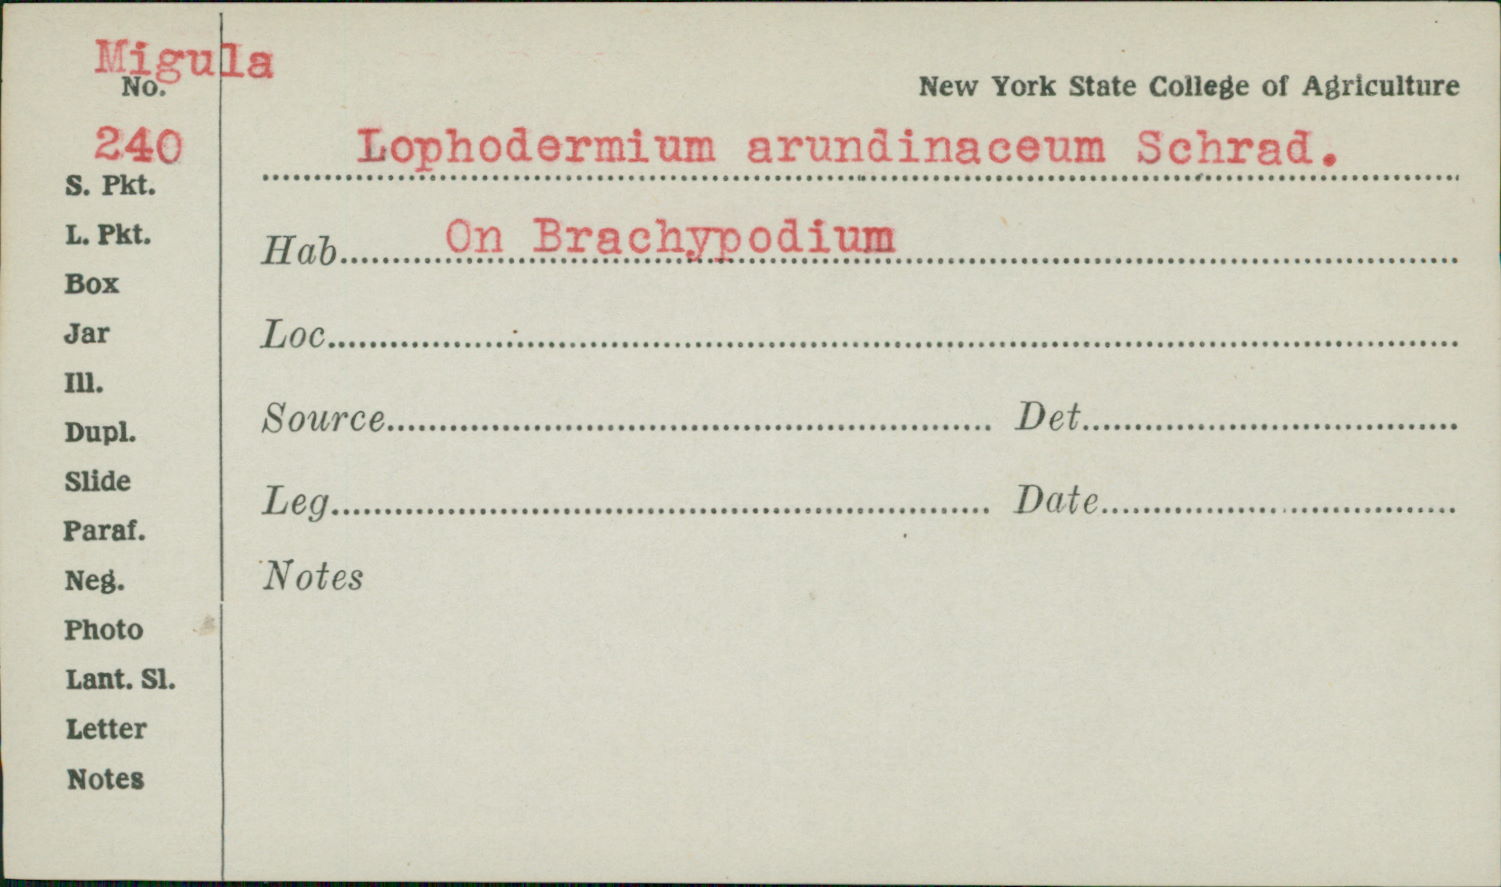 Migula
No.
New York State College of Agriculture
240
Lophodermium arundinaceum Schrad.
S. Pkt.
L. Pkt.
Hab. On Brachypodium
Box
Jar
Loc.
Ill.
Dupl.
Source Det.
Slide
Leg. Date
Paraf.
Neg.
Notes
Photo
Lant. Sl.
Letter
Notes